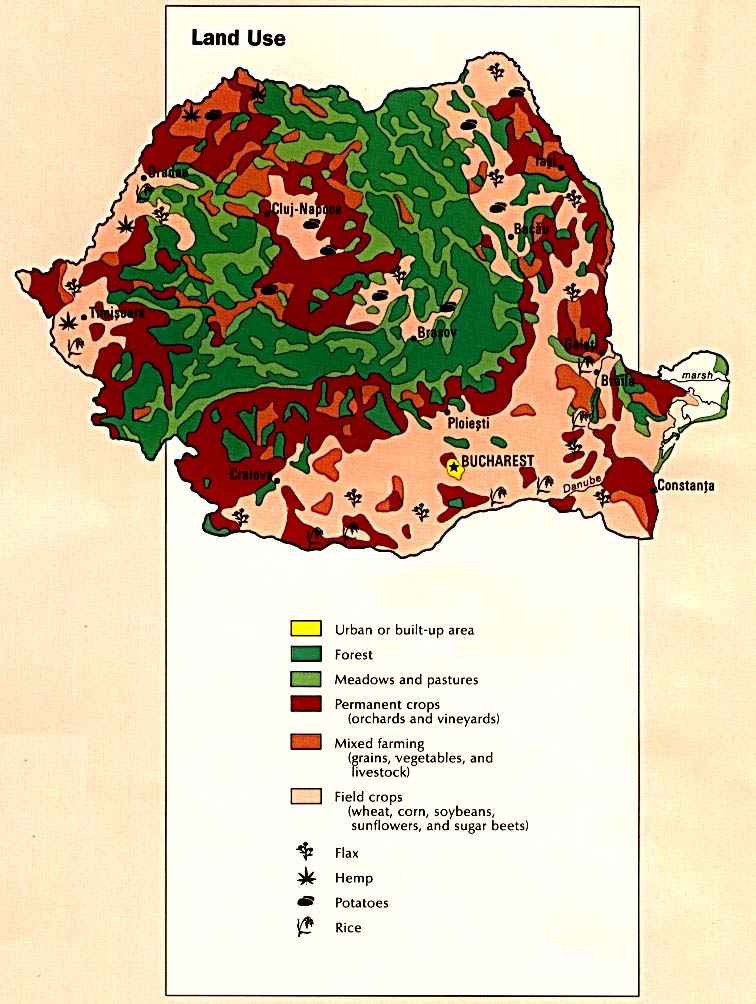 Land Use
Oradea
Cluj-Napoca
Iaşi
Bacău
Timişoara
Braşov
Galaţi
Brăila
marsh
Ploieşti
BUCHAREST
Craiova
Danube
Constanţa
Urban or built-up area
Forest
Meadows and pastures
Permanent crops
(orchards and vineyards)
Mixed farming
(grains, vegetables, and
livestock)
Field crops
(wheat, corn, soybeans,
sunflowers, and sugar beets)
Flax
Hemp
Potatoes
Rice